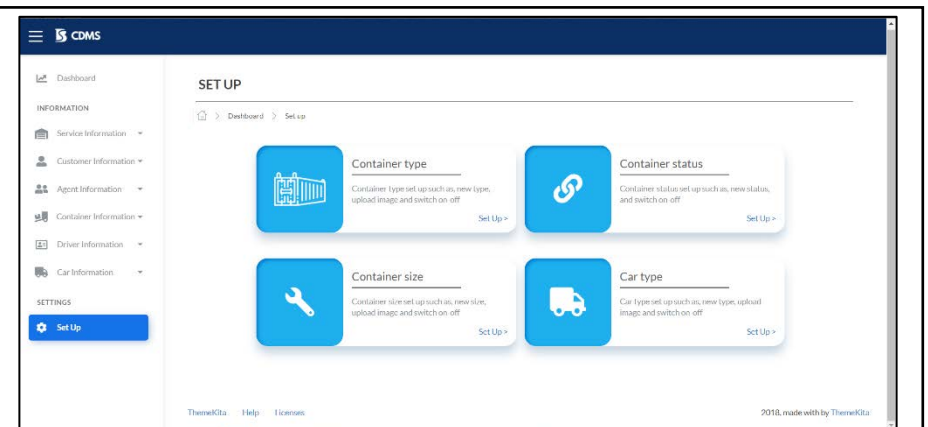 CDMS
Dashboard
INFORMATION
Service Information
Customer Information
Agent Information
Container Information
Driver Information
Car Information
SETTINGS
Set Up
SET UP
Dashboard > Set up
Container type
Container type set up such as, new type,
upload image and switch on-off
Set Up >
Container status
Container status set up such as, new status,
and switch on-off
Set Up >
Container size
Container size set up such as, new size,
upload image and switch on-off
Set Up >
Car type
Car type set up such as, new type, upload
image and switch on-off
Set Up >
ThemeKita Help Licenses
2018, made with by ThemeKita